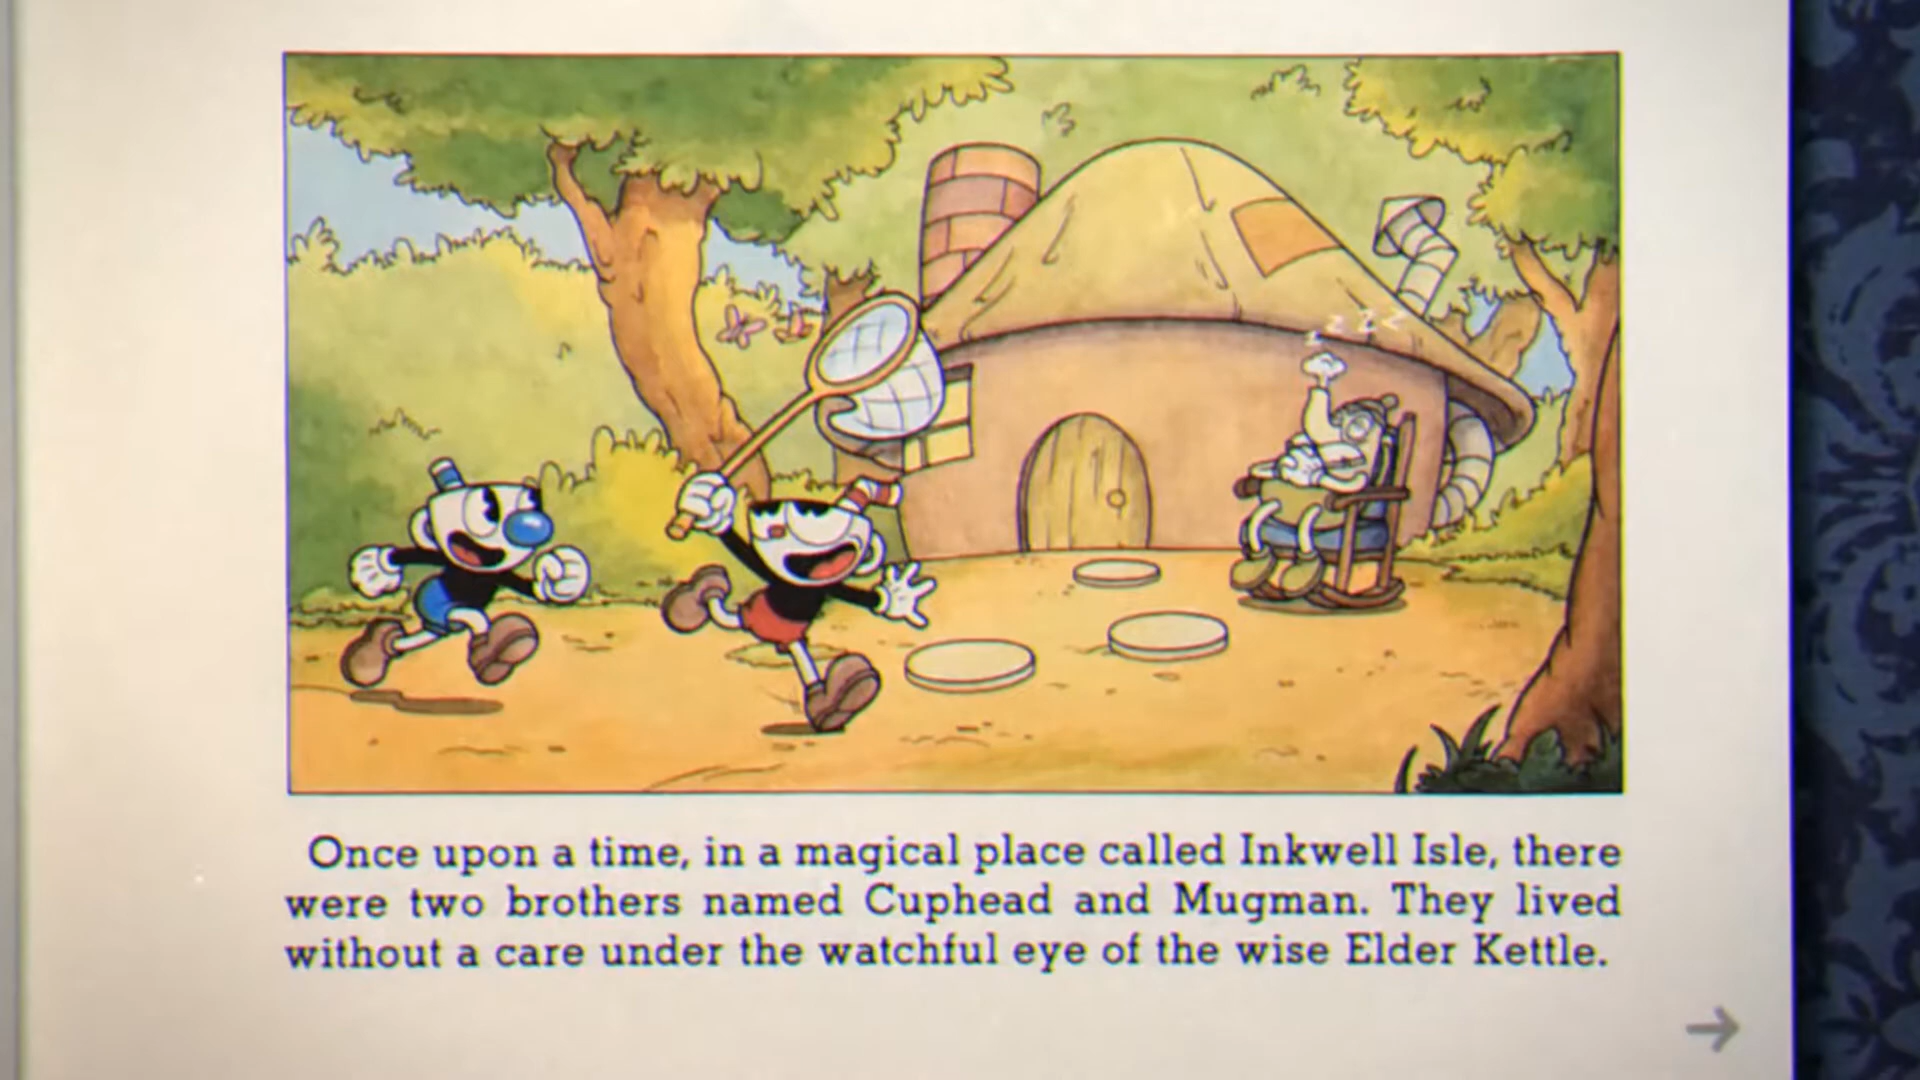 z z z z
Once upon a time, in a magical place called Inkwell Isle, there
were two brothers named Cuphead and Mugman. They lived
without a care under the watchful eye of the wise Elder Kettle.